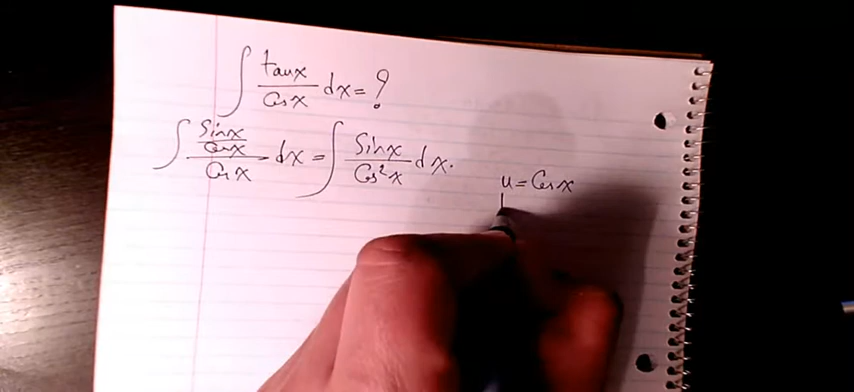 ∫ tanx/Cosx dx = ?
∫ (Sinx/Cosx)/Cosx dx = ∫ Sinx/Cos²x dx.
u = Cosx